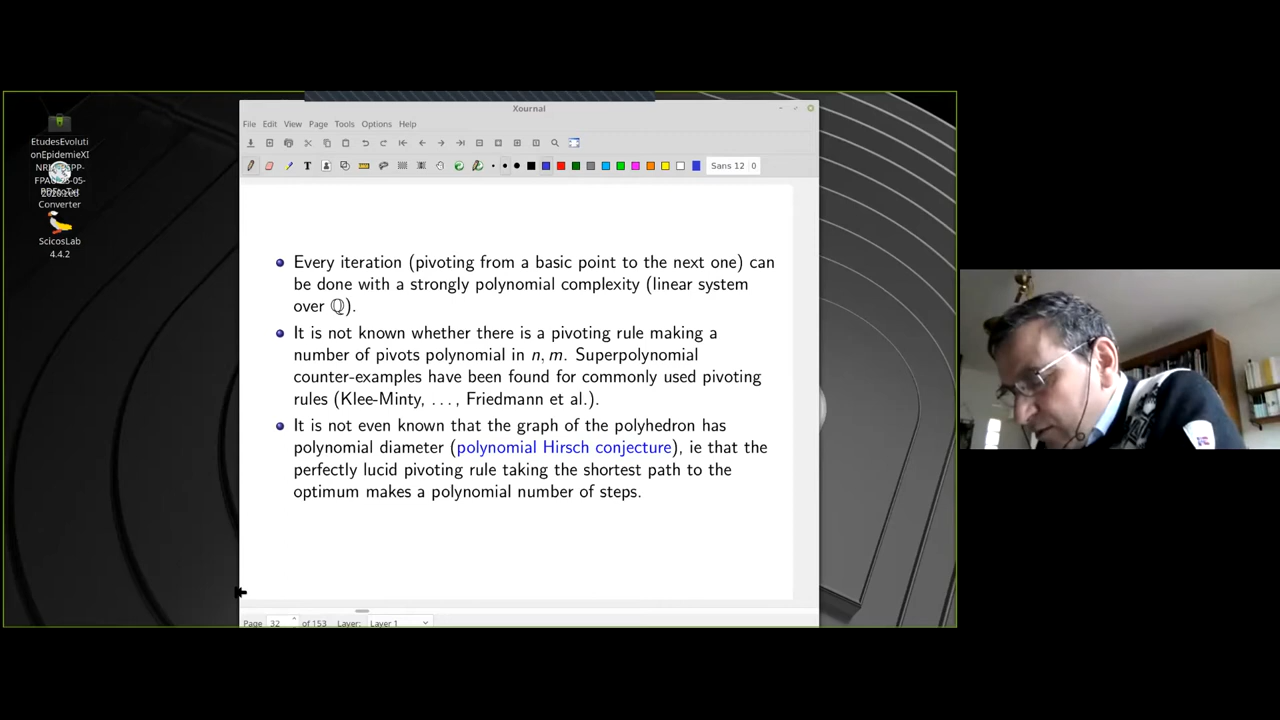 Xournal
File Edit View Page Tools Options Help
Sans 12
EtudesEvoluti
onEpidemieXI
Converter
ScicosLab
4.4.2
Every iteration (pivoting from a basic point to the next one) can
be done with a strongly polynomial complexity (linear system
over ℚ).
It is not known whether there is a pivoting rule making a
number of pivots polynomial in n, m. Superpolynomial
counter-examples have been found for commonly used pivoting
rules (Klee-Minty, . . . , Friedmann et al.).
It is not even known that the graph of the polyhedron has
polynomial diameter (polynomial Hirsch conjecture), ie that the
perfectly lucid pivoting rule taking the shortest path to the
optimum makes a polynomial number of steps.
Page 32 of 153 Layer: Layer 1